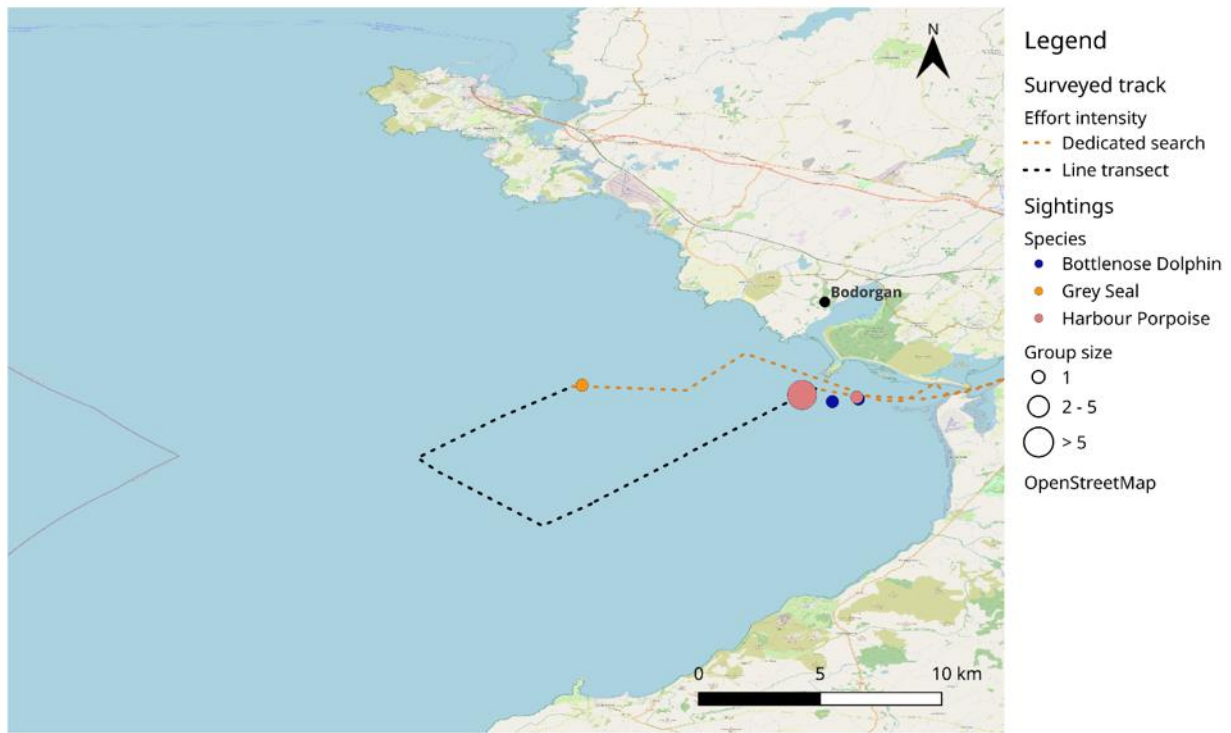 N
Bodorgan
0 5 10 km
Legend
Surveyed track
Effort intensity
Dedicated search
Line transect
Sightings
Species
Bottlenose Dolphin
Grey Seal
Harbour Porpoise
Group size
1
2 - 5
> 5
OpenStreetMap